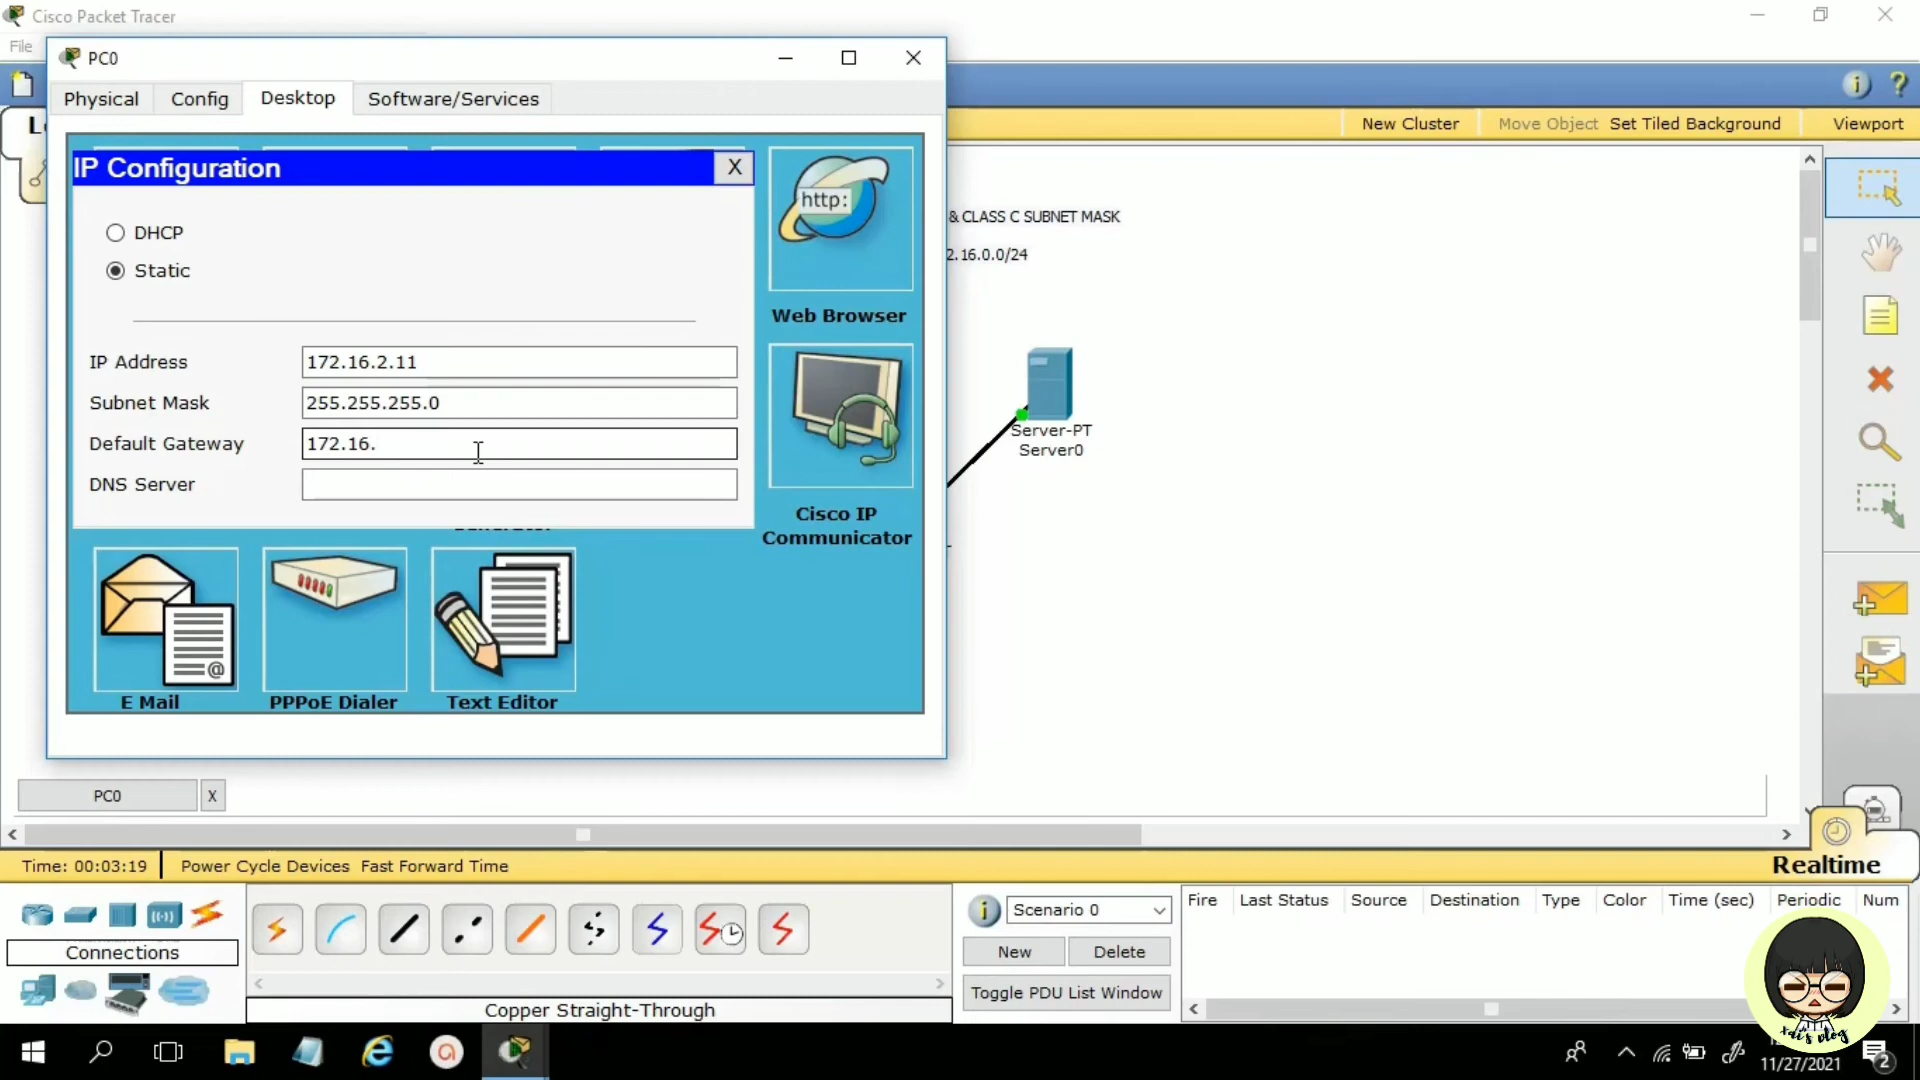 Cisco Packet Tracer
File
PC0
Physical
Config
Desktop
Software/Services
New Cluster
Move Object
Set Tiled Background
Viewport
IP Configuration
X
DHCP
Static
IP Address
172.16.2.11
Subnet Mask
255.255.255.0
Default Gateway
172.16.
DNS Server
http:
Web Browser
Cisco IP
Communicator
@
E Mail
PPPoE Dialer
Text Editor
& CLASS C SUBNET MASK
2.16.0.0/24
Server-PT
Server0
PC0
X
Time: 00:03:19
Power Cycle Devices
Fast Forward Time
Realtime
Connections
Copper Straight-Through
Scenario 0
New
Delete
Toggle PDU List Window
Fire
Last Status
Source
Destination
Type
Color
Time (sec)
Periodic
Num
xai's vlog
11/27/2021
2